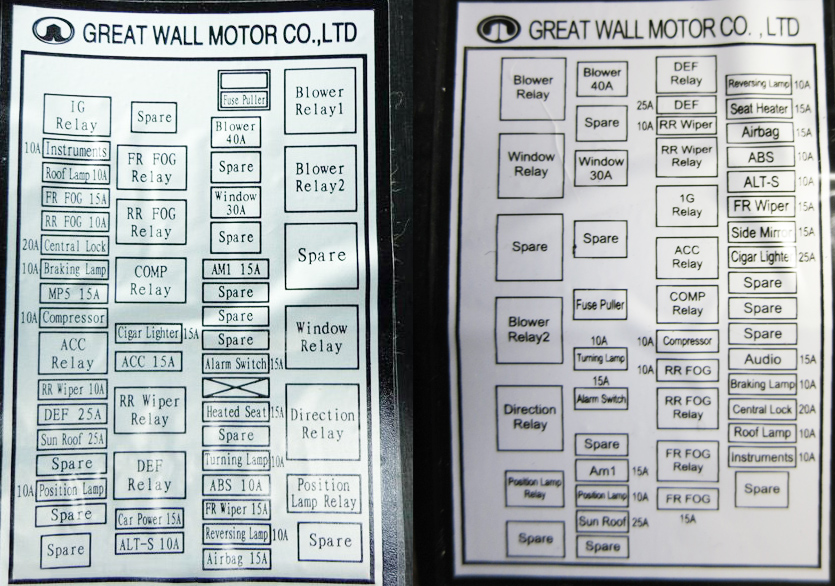 GREAT WALL MOTOR CO.,LTD
IG
Relay
10A Instruments
Roof Lamp 10A
FR FOG 15A
RR FOG 10A
20A Central Lock
10A Braking Lamp
MP5 15A
10A Compressor
ACC
Relay
RR Wiper 10A
DEF 25A
Sun Roof 25A
Spare
10A Position Lamp
Spare
Spare
Spare
FR FOG
Relay
RR FOG
Relay
COMP
Relay
Cigar Lighter 15A
ACC 15A
RR Wiper
Relay
DEF
Relay
Car Power 15A
ALT-S 10A
Fuse Puller
Blower
40A
Spare
Window
30A
Spare
AM1 15A
Spare
Spare
Spare
Alarm Switch 15A
Heated Seat 15A
Spare
Turning Lamp 10A
ABS 10A
FR Wiper 15A
Reversing Lamp 10A
Airbag 15A
Blower
Relay1
Blower
Relay2
Spare
Window
Relay
Direction
Relay
Position
Lamp Relay
Spare
GREAT WALL MOTOR CO. ,LTD
Blower
Relay
Window
Relay
Spare
Blower
Relay2
Direction
Relay
Position Lamp
Relay
Spare
Blower
40A
Spare
Window
30A
Spare
Fuse Puller
10A
Turning Lamp
15A
Alarm Switch
Spare
Am1 15A
Position Lamp 10A
Sun Roof 25A
Spare
DEF
Relay
25A DEF
10A RR Wiper
RR Wiper
Relay
1G
Relay
ACC
Relay
COMP
Relay
10A Compressor
10A RR FOG
RR FOG
Relay
FR FOG
Relay
FR FOG
15A
Reversing Lamp 10A
Seat Heater 15A
Airbag 15A
ABS 10A
ALT-S 10A
FR Wiper 15A
Side Mirror 15A
Cigar Lighte 25A
Spare
Spare
Spare
Audio 15A
Braking Lamp 10A
Central Lock 20A
Roof Lamp 10A
Instruments 10A
Spare